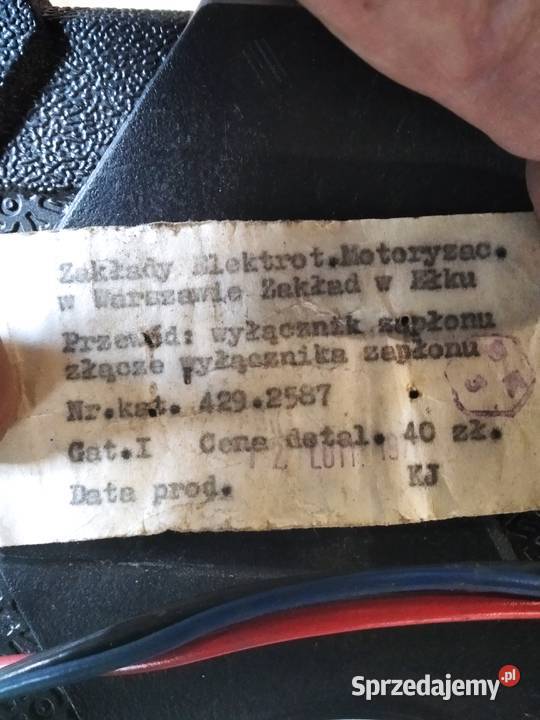 Zakłady Elektrot.Motoryzac.
w Warszawie Zakład w Ełku
Przewód: wyłącznik zapłonu
złącze wyłącznika zapłonu
Nr.kat. 429.2587
Gat.I Cena detal. 40 zł.
Data prod. KJ
Sprzedajemy.pl